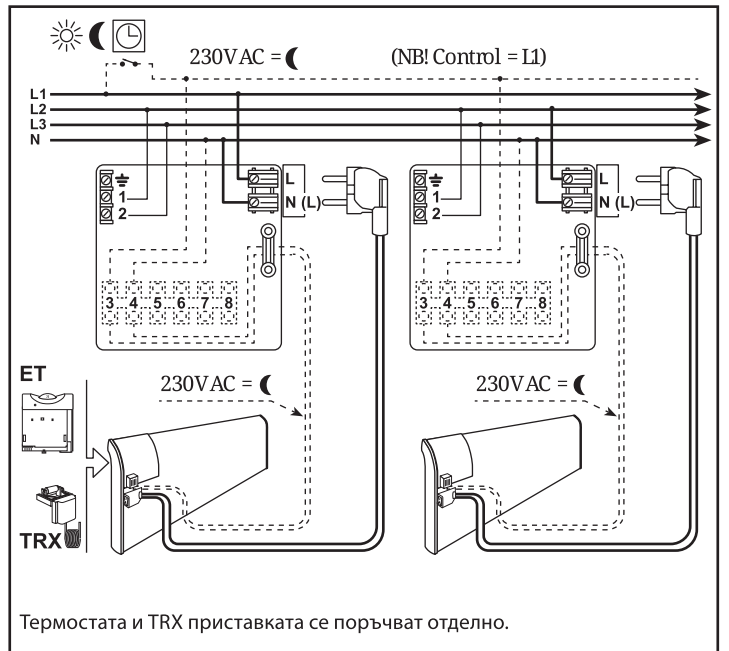 230VAC =
(NB! Control = L1)
L1
L2
L3
N
1
2
L
N (L)
3 4 5 6 7 8
1
2
L
N (L)
3 4 5 6 7 8
ET
230VAC =
230VAC =
TRX
Термостата и TRX приставката се поръчват отделно.